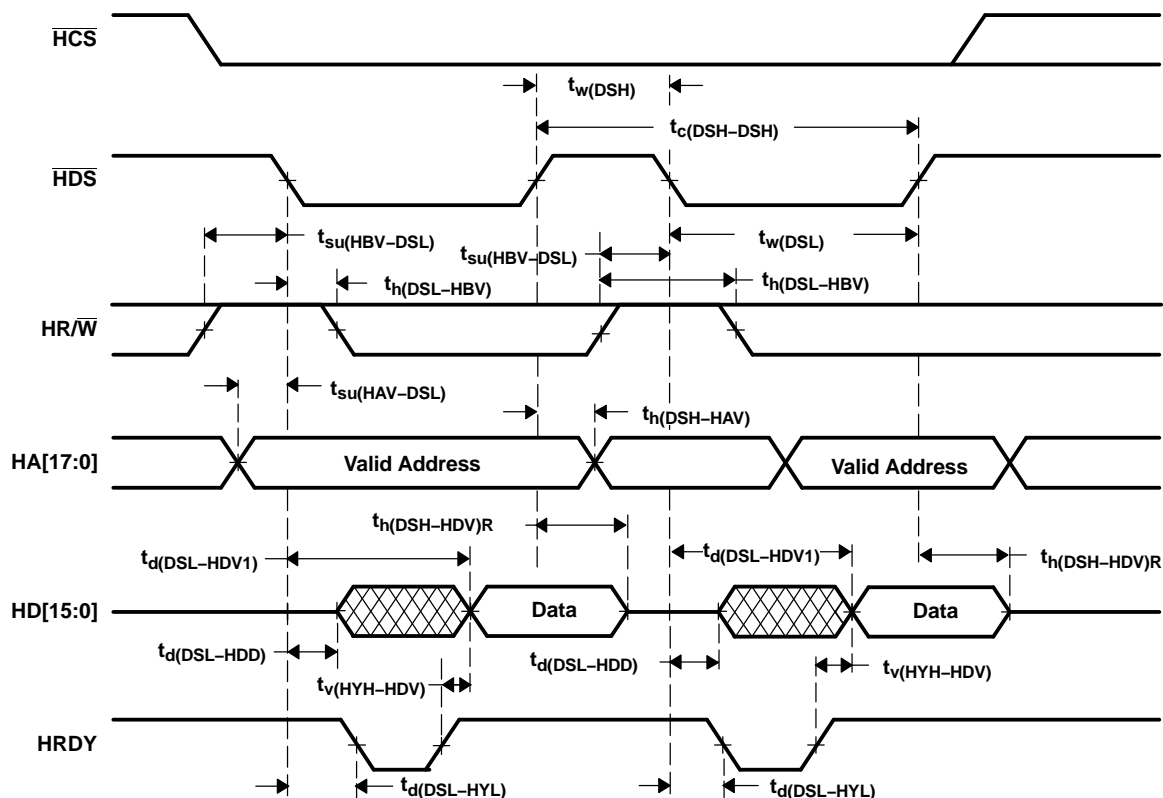 HCS
tw(DSH)
tc(DSH–DSH)
HDS
tsu(HBV–DSL)
tsu(HBV–DSL)
tw(DSL)
th(DSL–HBV)
th(DSL–HBV)
HR/W
tsu(HAV–DSL)
th(DSH–HAV)
HA[17:0]
Valid Address
Valid Address
th(DSH–HDV)R
td(DSL–HDV1)
td(DSL–HDV1)
th(DSH–HDV)R
HD[15:0]
Data
Data
td(DSL–HDD)
td(DSL–HDD)
tv(HYH–HDV)
tv(HYH–HDV)
HRDY
td(DSL–HYL)
td(DSL–HYL)